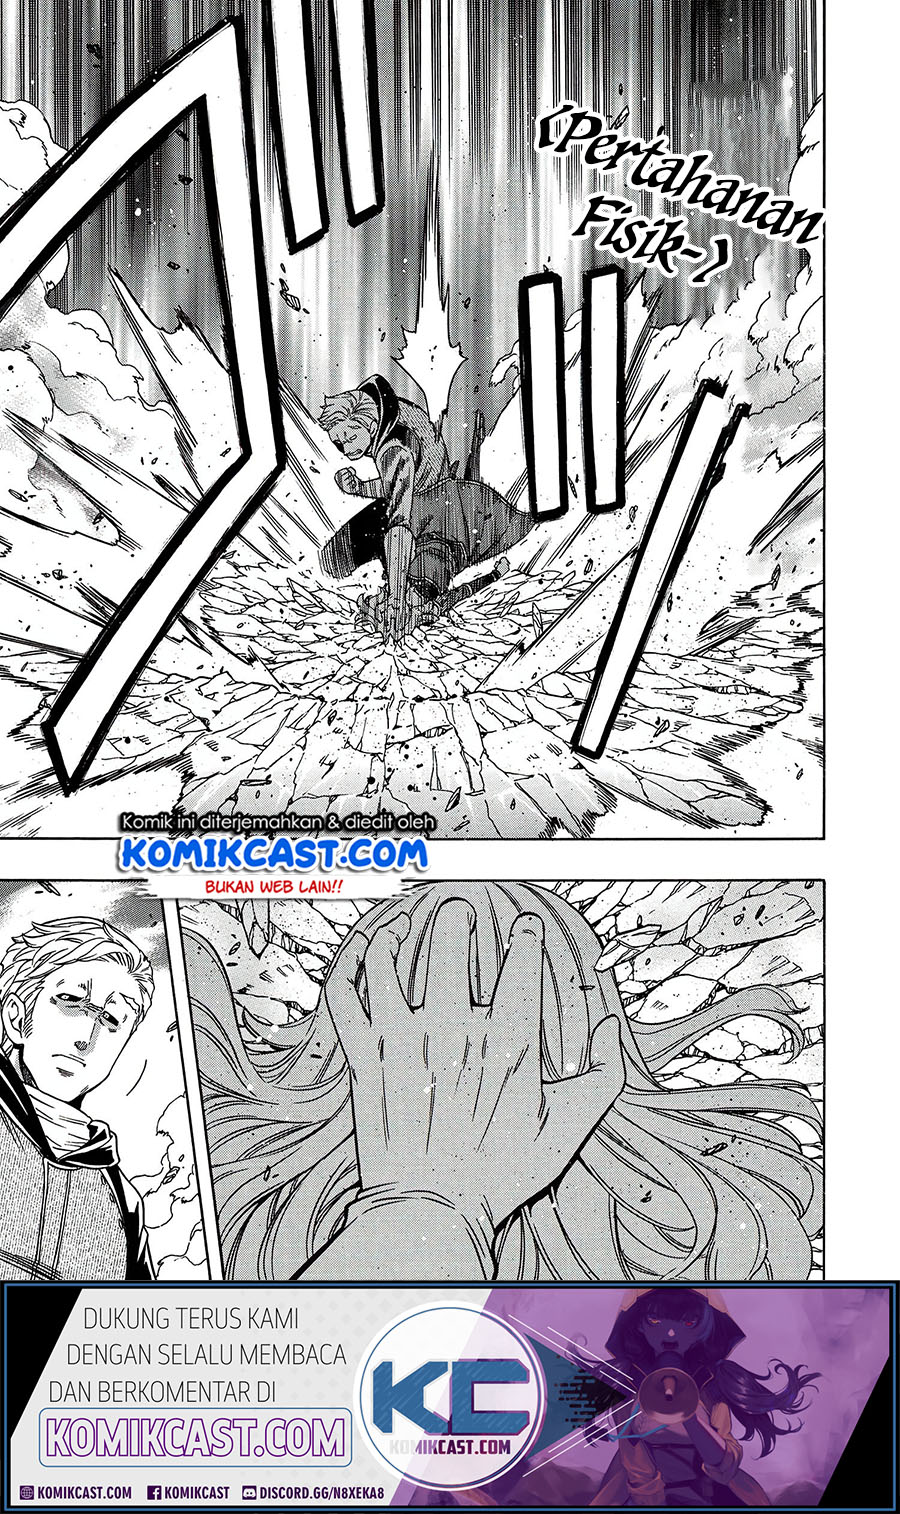 《Pertahanan
Fisik-》
Komik ini diterjemahkan & diedit oleh
KOMIKCAST.COM
BUKAN WEB LAIN!!
DUKUNG TERUS KAMI
DENGAN SELALU MEMBACA
DAN BERKOMENTAR DI
KOMIKCAST.COM
KC
KOMIKCAST.COM
KOMIKCAST.COM KOMIKCAST DISCORD.GG/N8XEKA8